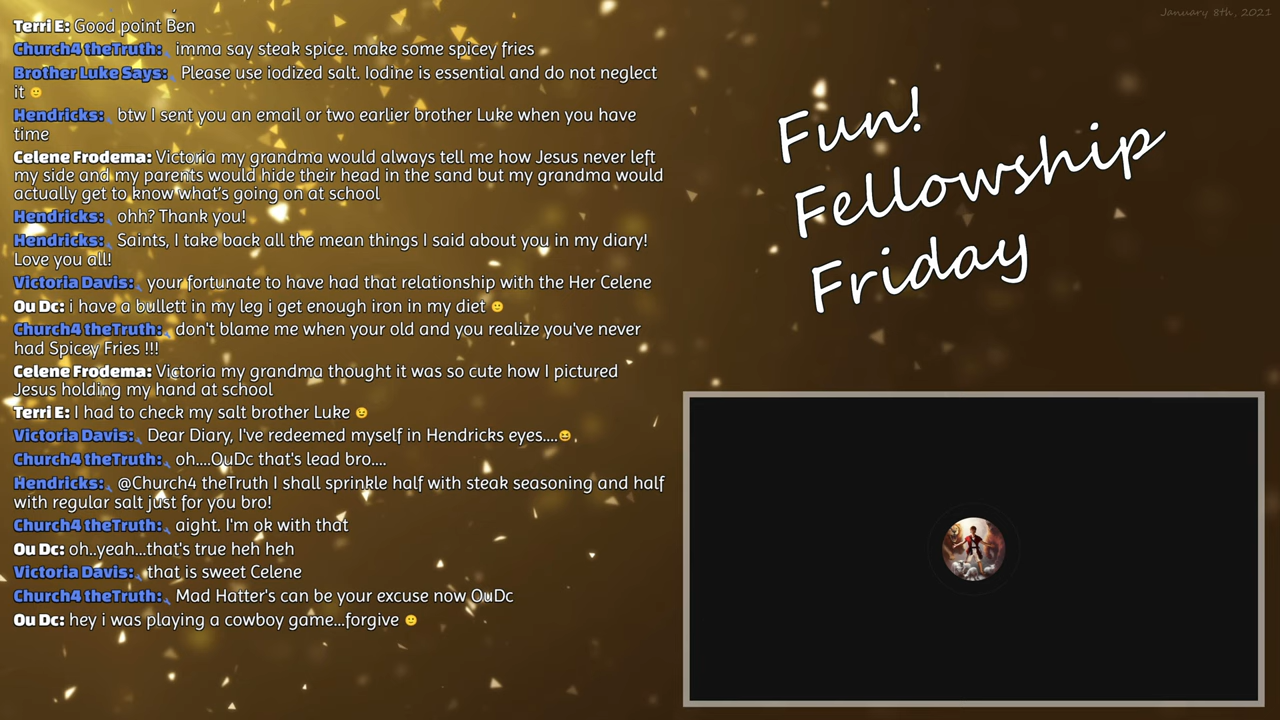 Terri E: Good point Ben
Church4 theTruth: imma say steak spice. make some spicey fries
Brother Luke Says: Please use iodized salt. Iodine is essential and do not neglect
it 🙂
Hendricks: btw I sent you an email or two earlier brother Luke when you have
time
Celene Frodema: Victoria my grandma would always tell me how Jesus never left
my side and my parents would hide their head in the sand but my grandma would
actually get to know what's going on at school
Hendricks: ohh? Thank you!
Hendricks: Saints, I take back all the mean things I said about you in my diary!
Love you all!
Victoria Davis: your fortunate to have had that relationship with the Her Celene
Ou Dc: i have a bullett in my leg i get enough iron in my diet 🙂
Church4 theTruth: don't blame me when your old and you realize you've never
had Spicey Fries !!!
Celene Frodema: Victoria my grandma thought it was so cute how I pictured
Jesus holding my hand at school
Terri E: I had to check my salt brother Luke 😉
Victoria Davis: Dear Diary, I've redeemed myself in Hendricks eyes....😆
Church4 theTruth: oh....OuDc that's lead bro....
Hendricks: @Church4 theTruth I shall sprinkle half with steak seasoning and half
with regular salt just for you bro!
Church4 theTruth: aight. I'm ok with that
Ou Dc: oh..yeah...that's true heh heh
Victoria Davis: that is sweet Celene
Church4 theTruth: Mad Hatter's can be your excuse now OuDc
Ou Dc: hey i was playing a cowboy game...forgive 🙂
January 8th, 2021
Fun!
Fellowship
Friday